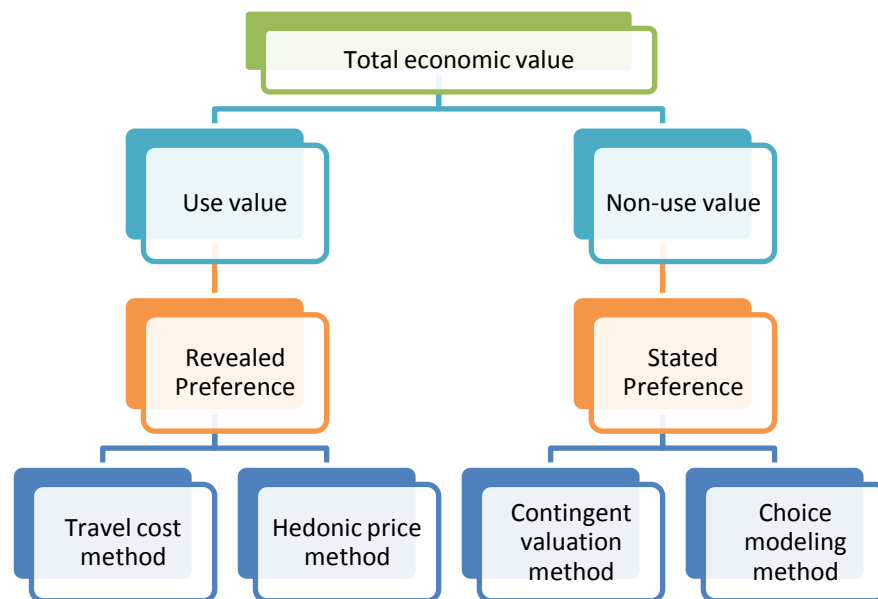 Total economic value
Use value
Non-use value
Revealed
Preference
Stated
Preference
Travel cost
method
Hedonic price
method
Contingent
valuation
method
Choice
modeling
method